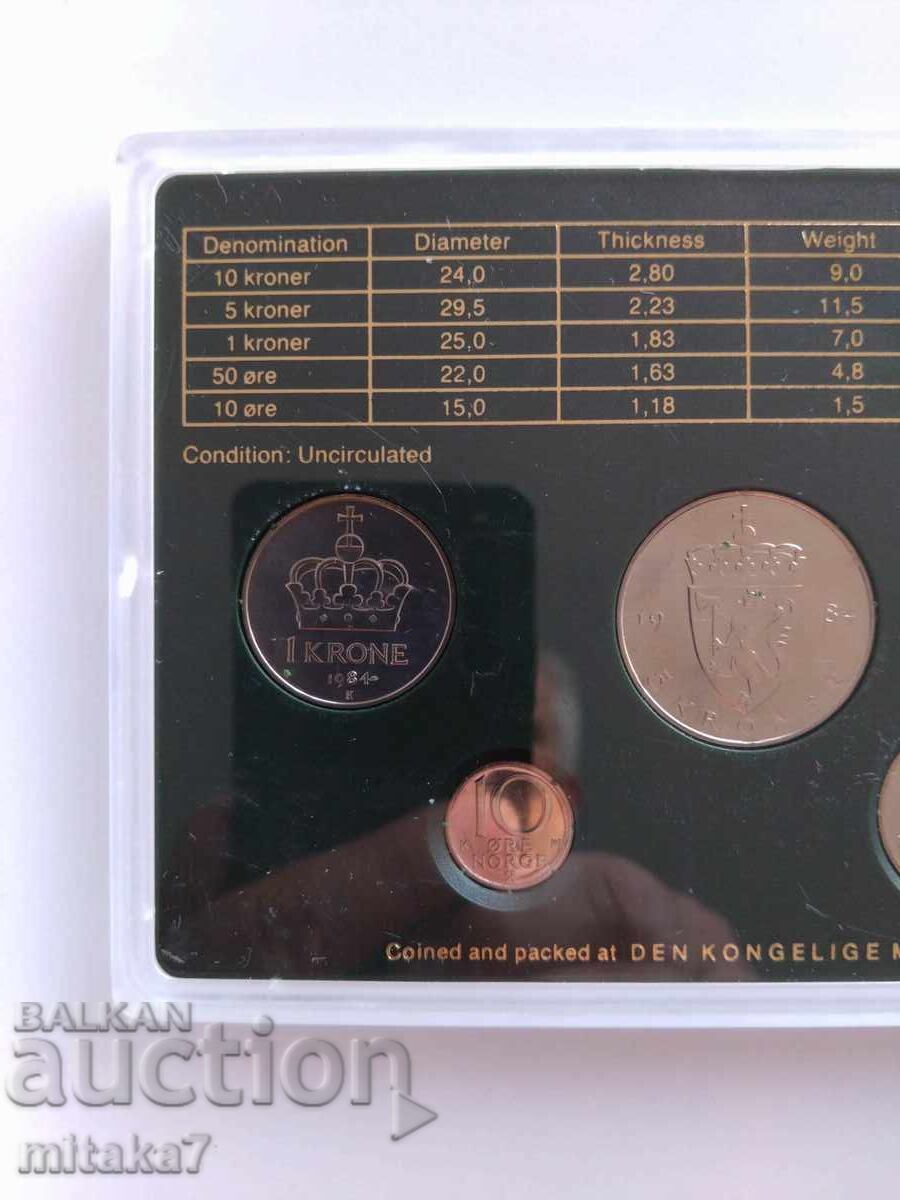 Denomination Diameter Thickness Weight
10 kroner 24,0 2,80 9,0
5 kroner 29,5 2,23 11,5
1 kroner 25,0 1,83 7,0
50 øre 22,0 1,63 4,8
10 øre 15,0 1,18 1,5
Condition: Uncirculated
1 KRONE
1984
K
19 84
10
K ØRE
NORGE
Coined and packed at DEN KONGELIGE M
BALKAN
auction
mitaka7